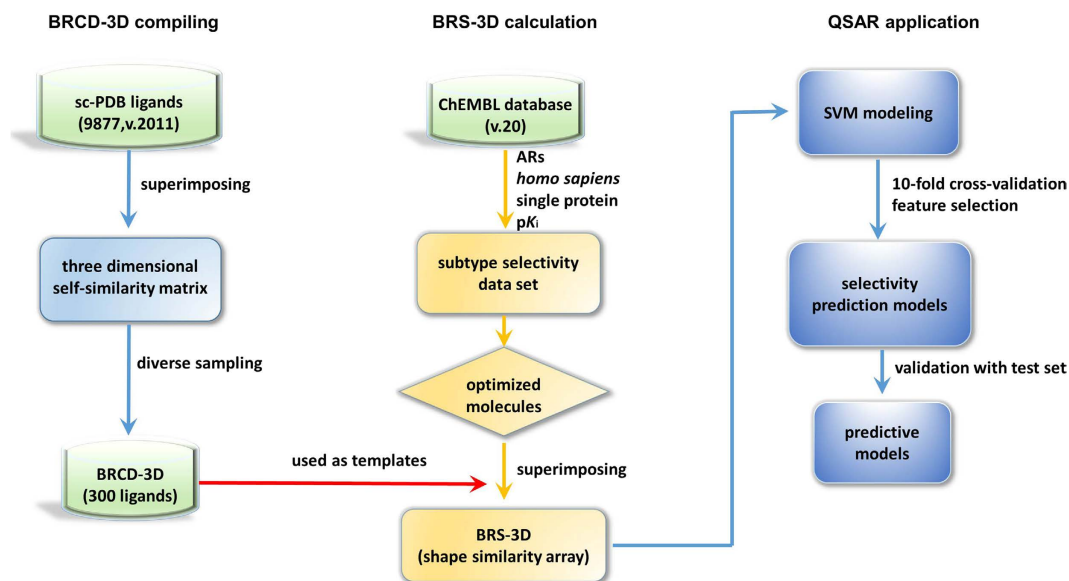 BRCD-3D compiling
sc-PDB ligands
(9877,v.2011)
superimposing
three dimensional
self-similarity matrix
diverse sampling
BRCD-3D
(300 ligands)
used as templates
BRS-3D calculation
ChEMBL database
(v.20)
ARs
homo sapiens
single protein
pKi
subtype selectivity
data set
optimized
molecules
superimposing
BRS-3D
(shape similarity array)
QSAR application
SVM modeling
10-fold cross-validation
feature selection
selectivity
prediction models
validation with test set
predictive
models